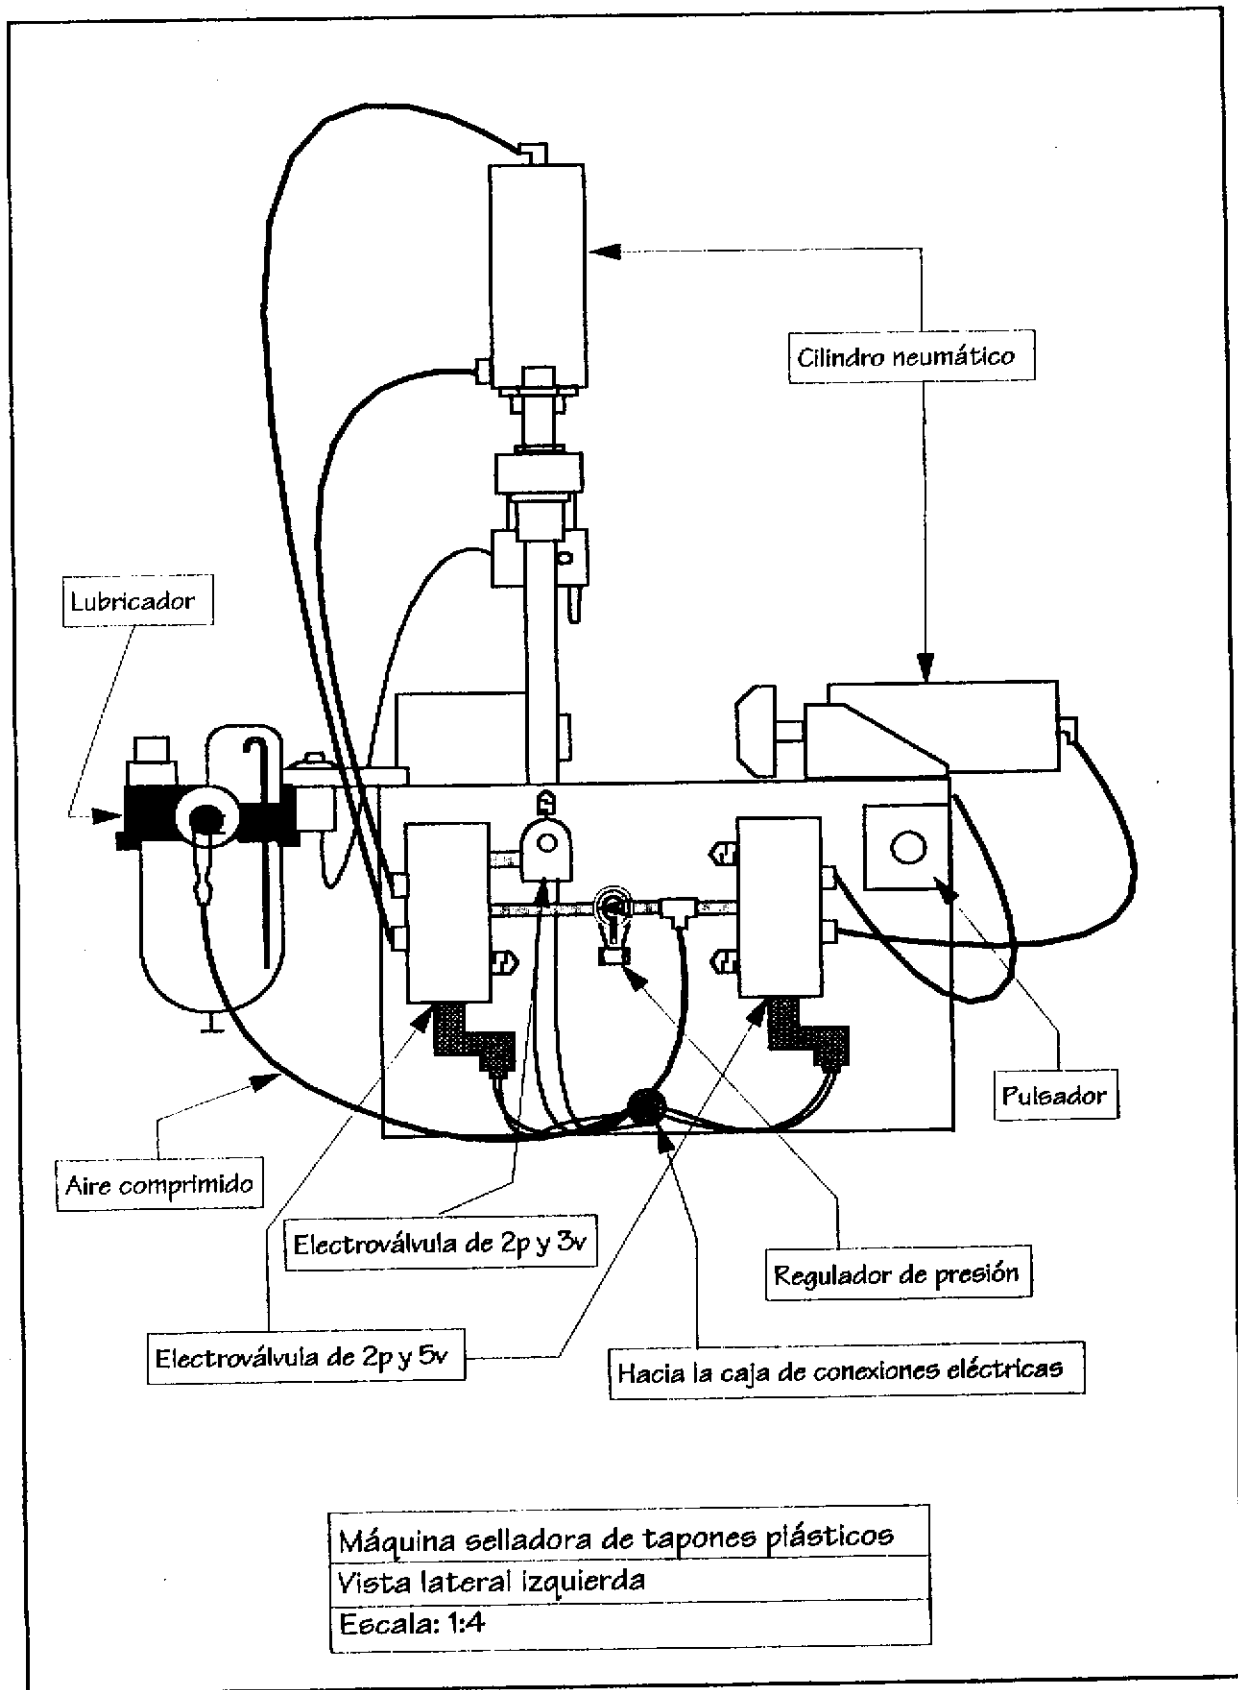 Cilindro neumático
Lubricador
Pulsador
Aire comprimido
Electroválvula de 2p y 3v
Regulador de presión
Electroválvula de 2p y 5v
Hacia la caja de conexiones eléctricas
Máquina selladora de tapones plásticos
Vista lateral izquierda
Escala: 1:4